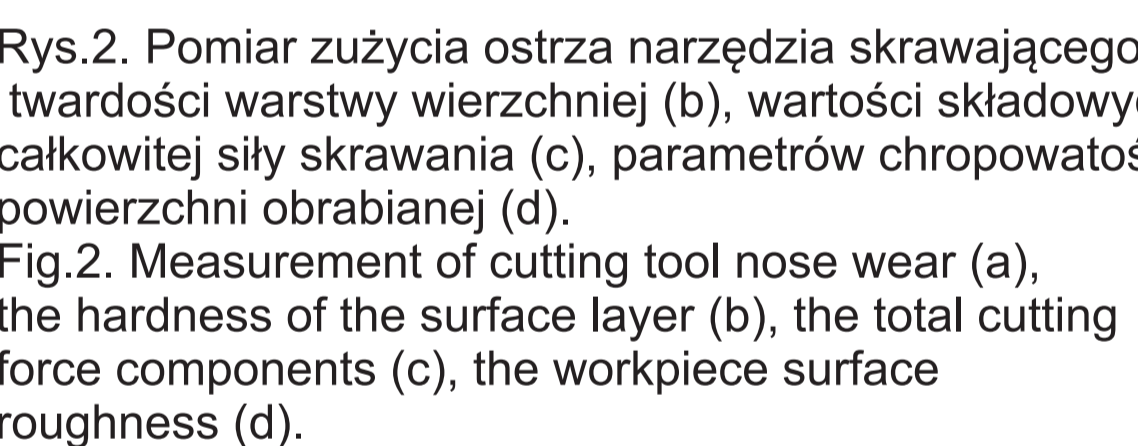 Rys.2. Pomiar zużycia ostrza narzędzia skrawającego
twardości warstwy wierzchniej (b), wartości
całkowitej siły skrawania (c), parametrów
powierzchni obrabianej (d).
Fig.2. Measurement of cutting tool nose wear (a),
the hardness of the surface layer (b), the total cutting
force components (c), the workpiece surface
roughness (d).